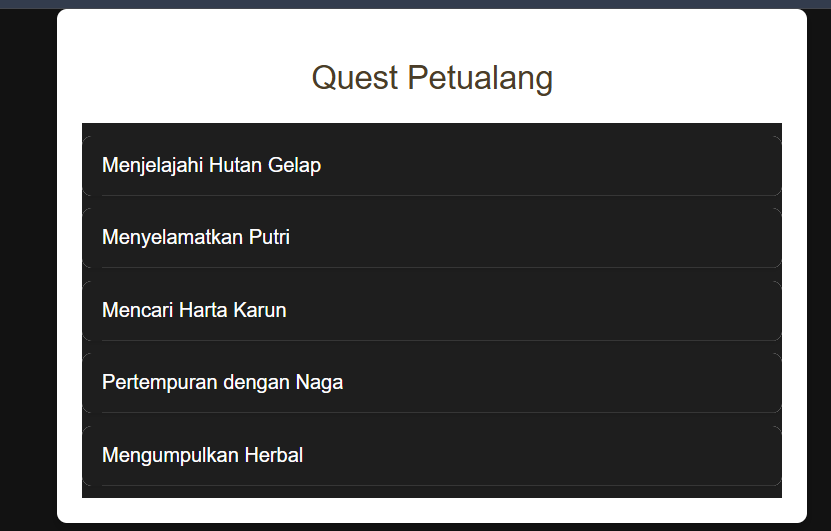 Quest Petualang
Menjelajahi Hutan Gelap
Menyelamatkan Putri
Mencari Harta Karun
Pertempuran dengan Naga
Mengumpulkan Herbal